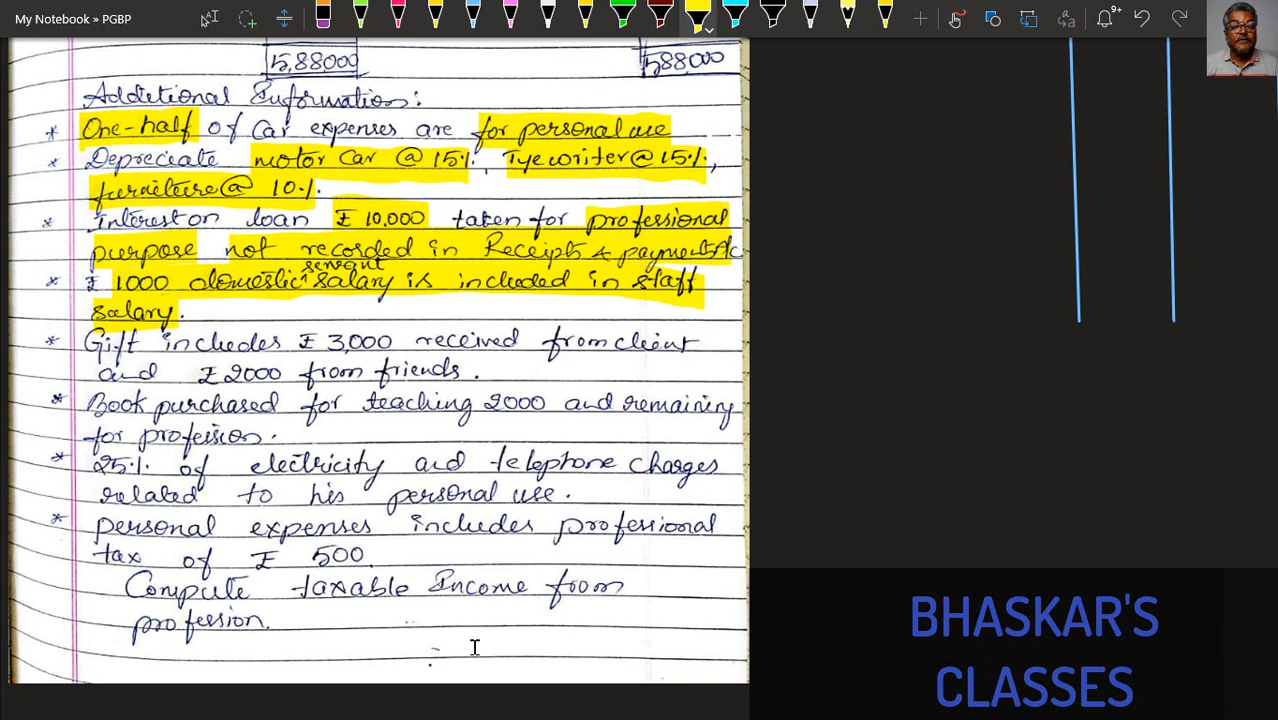 My Notebook » PGBP
9+
5,88000 588000
Additional Information:
* One-half of Car expenses are for personal use
* Depreciate motor Car @ 15%, Tyewriter @ 15%,
furniture @ 10%.
* Interest on loan ₹ 10,000 taken for professional
purpose not recorded in Receipts & payments A/c
servant
* ₹ 1000 domestic salary is included in staff
salary.
* Gift includes ₹ 3,000 received from client
and ₹ 2000 from friends.
* Book purchased for teaching 2000 and remaining
for profession.
* 25% of electricity and telephone charges
related to his personal use.
* personal expenses includes professional
tax of ₹ 500.
Compute taxable Income from
profession.
BHASKAR'S
CLASSES